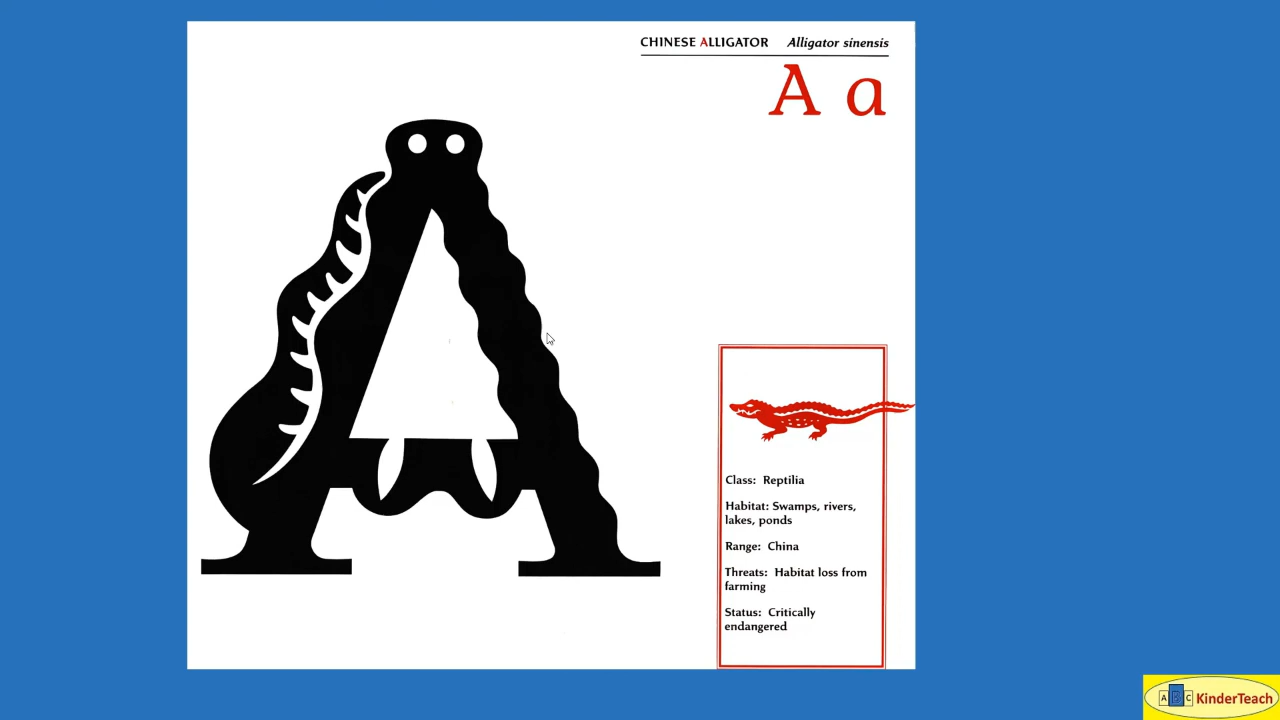 CHINESE ALLIGATOR Alligator sinensis
A a
Class: Reptilia
Habitat: Swamps, rivers,
lakes, ponds
Range: China
Threats: Habitat loss from
farming
Status: Critically
endangered
A B C KinderTeach